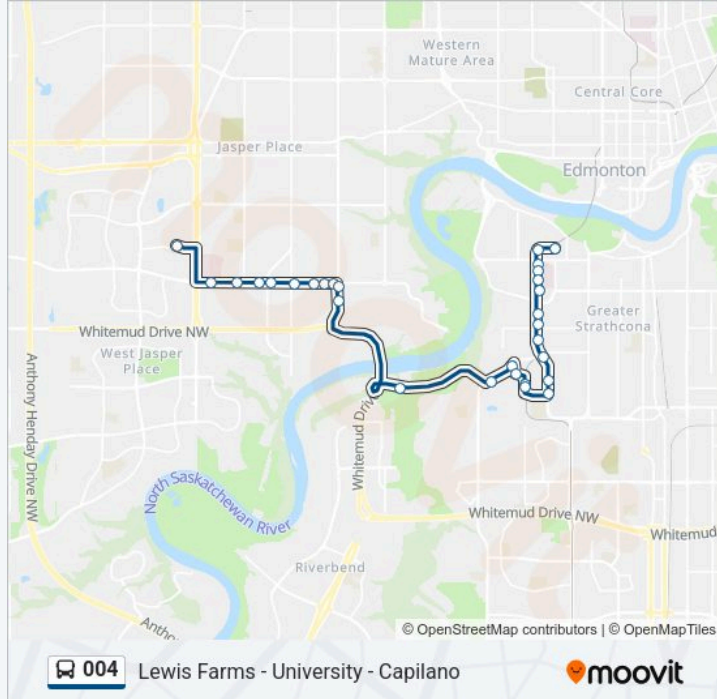 Western
Mature Area
Central Core
Jasper Place
Edmonton
Greater
Strathcona
Whitemud Drive NW
West Jasper
Place
Anthony Henday Drive NW
Whitemud Drive
North Saskatchewan River
Whitemud Drive NW
Whitemud
Riverbend
Antho
© OpenStreetMap contributors | © OpenMapTiles
004 Lewis Farms - University - Capilano
moovit